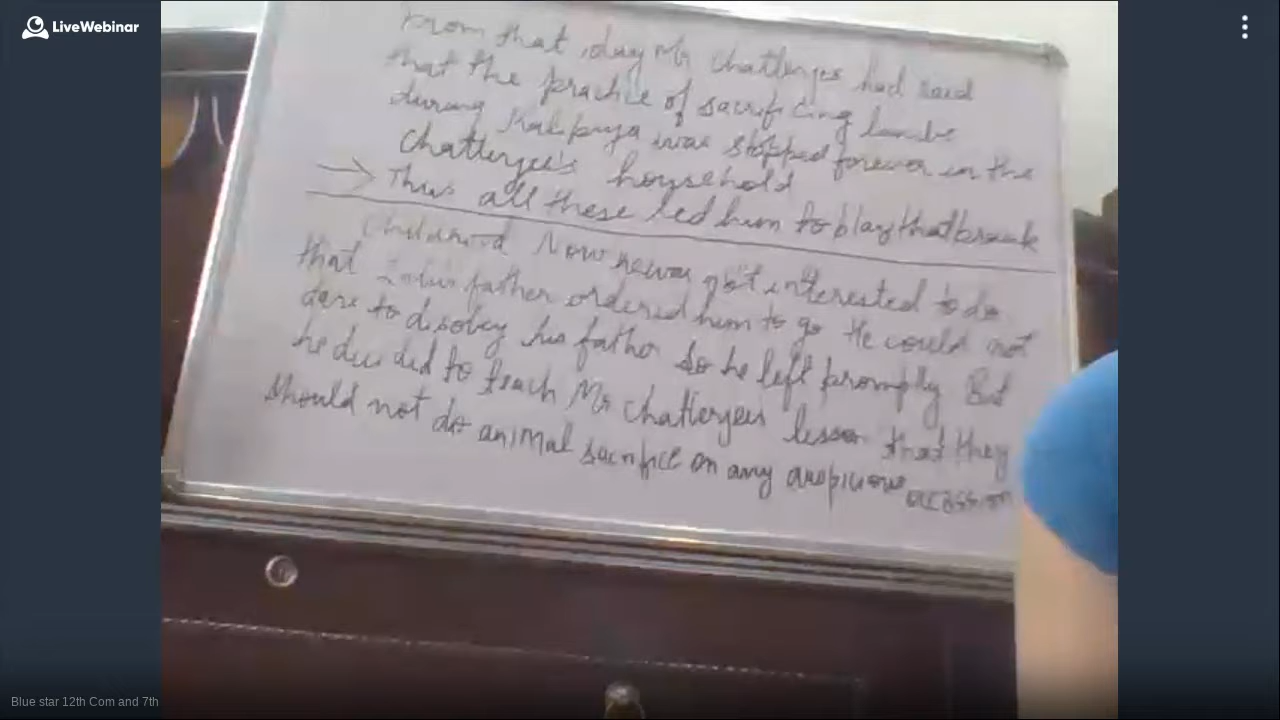 LiveWebinar
From that day Mr Chatterjee had said
that the practice of sacrificing lambs
during Kalipuja was stopped forever in the
Chatterjee's household
→ Thus all these led him to play that prank
childhood Now he was not interested to do
that his father ordered him to go He could not
dare to disobey his father So he left promptly But
he decided to teach Mr Chatterjees lesson that they
should not do animal sacrifice on any auspicious occassion
Blue star 12th Com and 7th